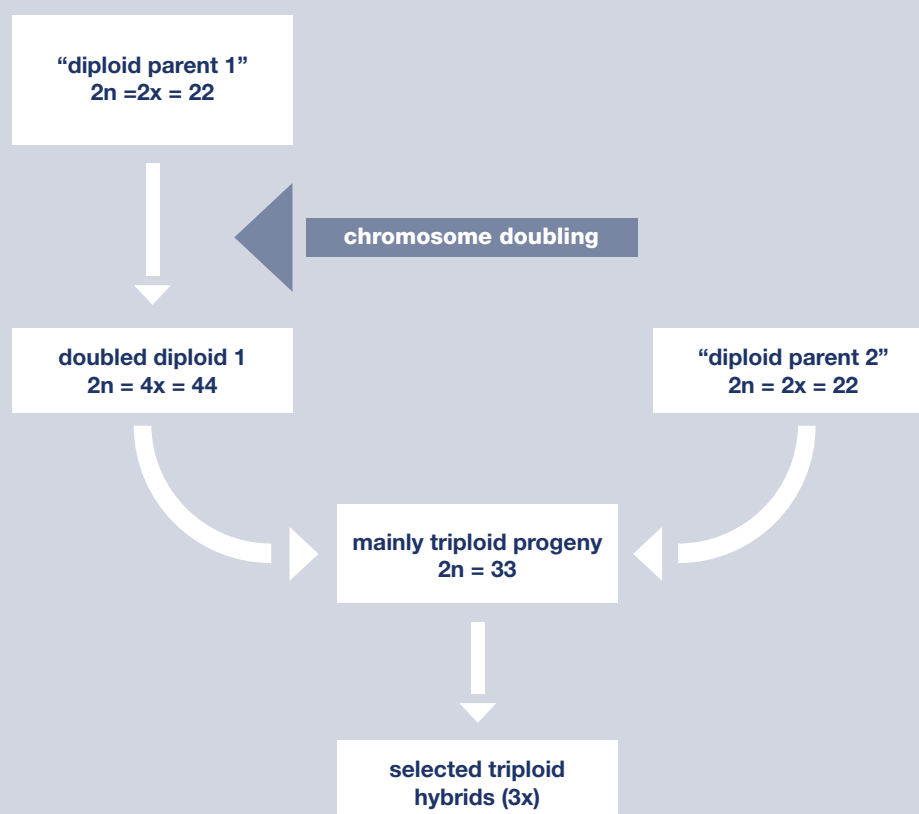 “diploid parent 1”
2n =2x = 22
chromosome doubling
doubled diploid 1
2n = 4x = 44
“diploid parent 2”
2n = 2x = 22
mainly triploid progeny
2n = 33
selected triploid
hybrids (3x)